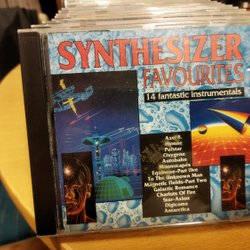 SYNTHESIZER
FAVOURITES
14 fantastic instrumentals
Axel F.
Hymne
Pulstar
Oxygene
Autobahn
Moonscapes
Equinoxe-Part Five
To The Unknown Man
Magnetic Fields-Part Two
Galactic Romance
Chariots Of Fire
Star-Axion
Digicone
Antarctica